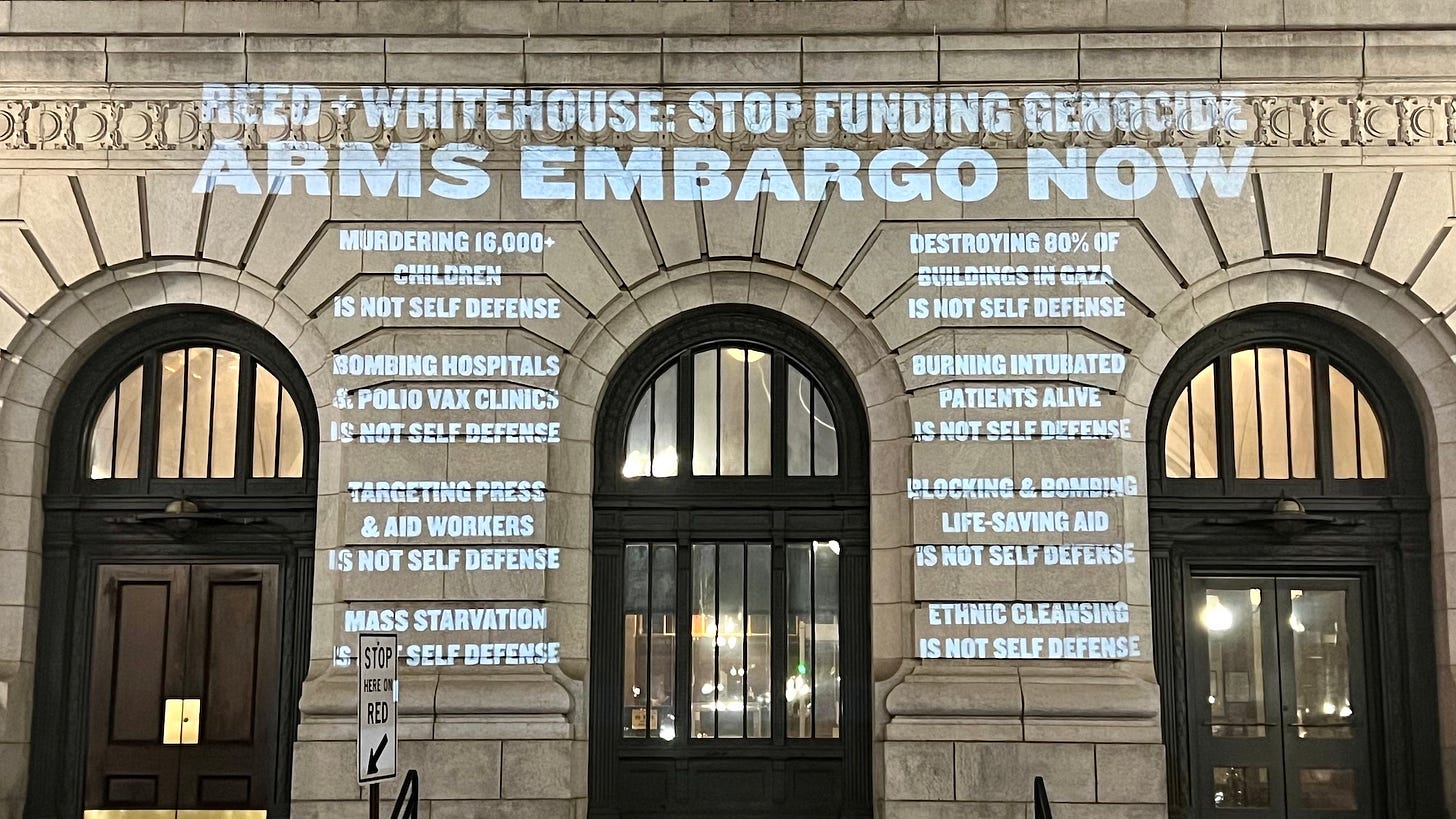 REED + WHITEHOUSE: STOP FUNDING GENOCIDE
ARMS EMBARGO NOW
MURDERING 16,000+
CHILDREN
IS NOT SELF DEFENSE
BOMBING HOSPITALS
& POLIO VAX CLINICS
IS NOT SELF DEFENSE
TARGETING PRESS
& AID WORKERS
IS NOT SELF DEFENSE
MASS STARVATION
IS SELF DEFENSE
DESTROYING 80% OF
BUILDINGS IN GAZA
IS NOT SELF DEFENSE
BURNING INTUBATED
PATIENTS ALIVE
IS NOT SELF DEFENSE
BLOCKING & BOMBING
LIFE-SAVING AID
IS NOT SELF DEFENSE
ETHNIC CLEANSING
IS NOT SELF DEFENSE
STOP
HERE ON
RED